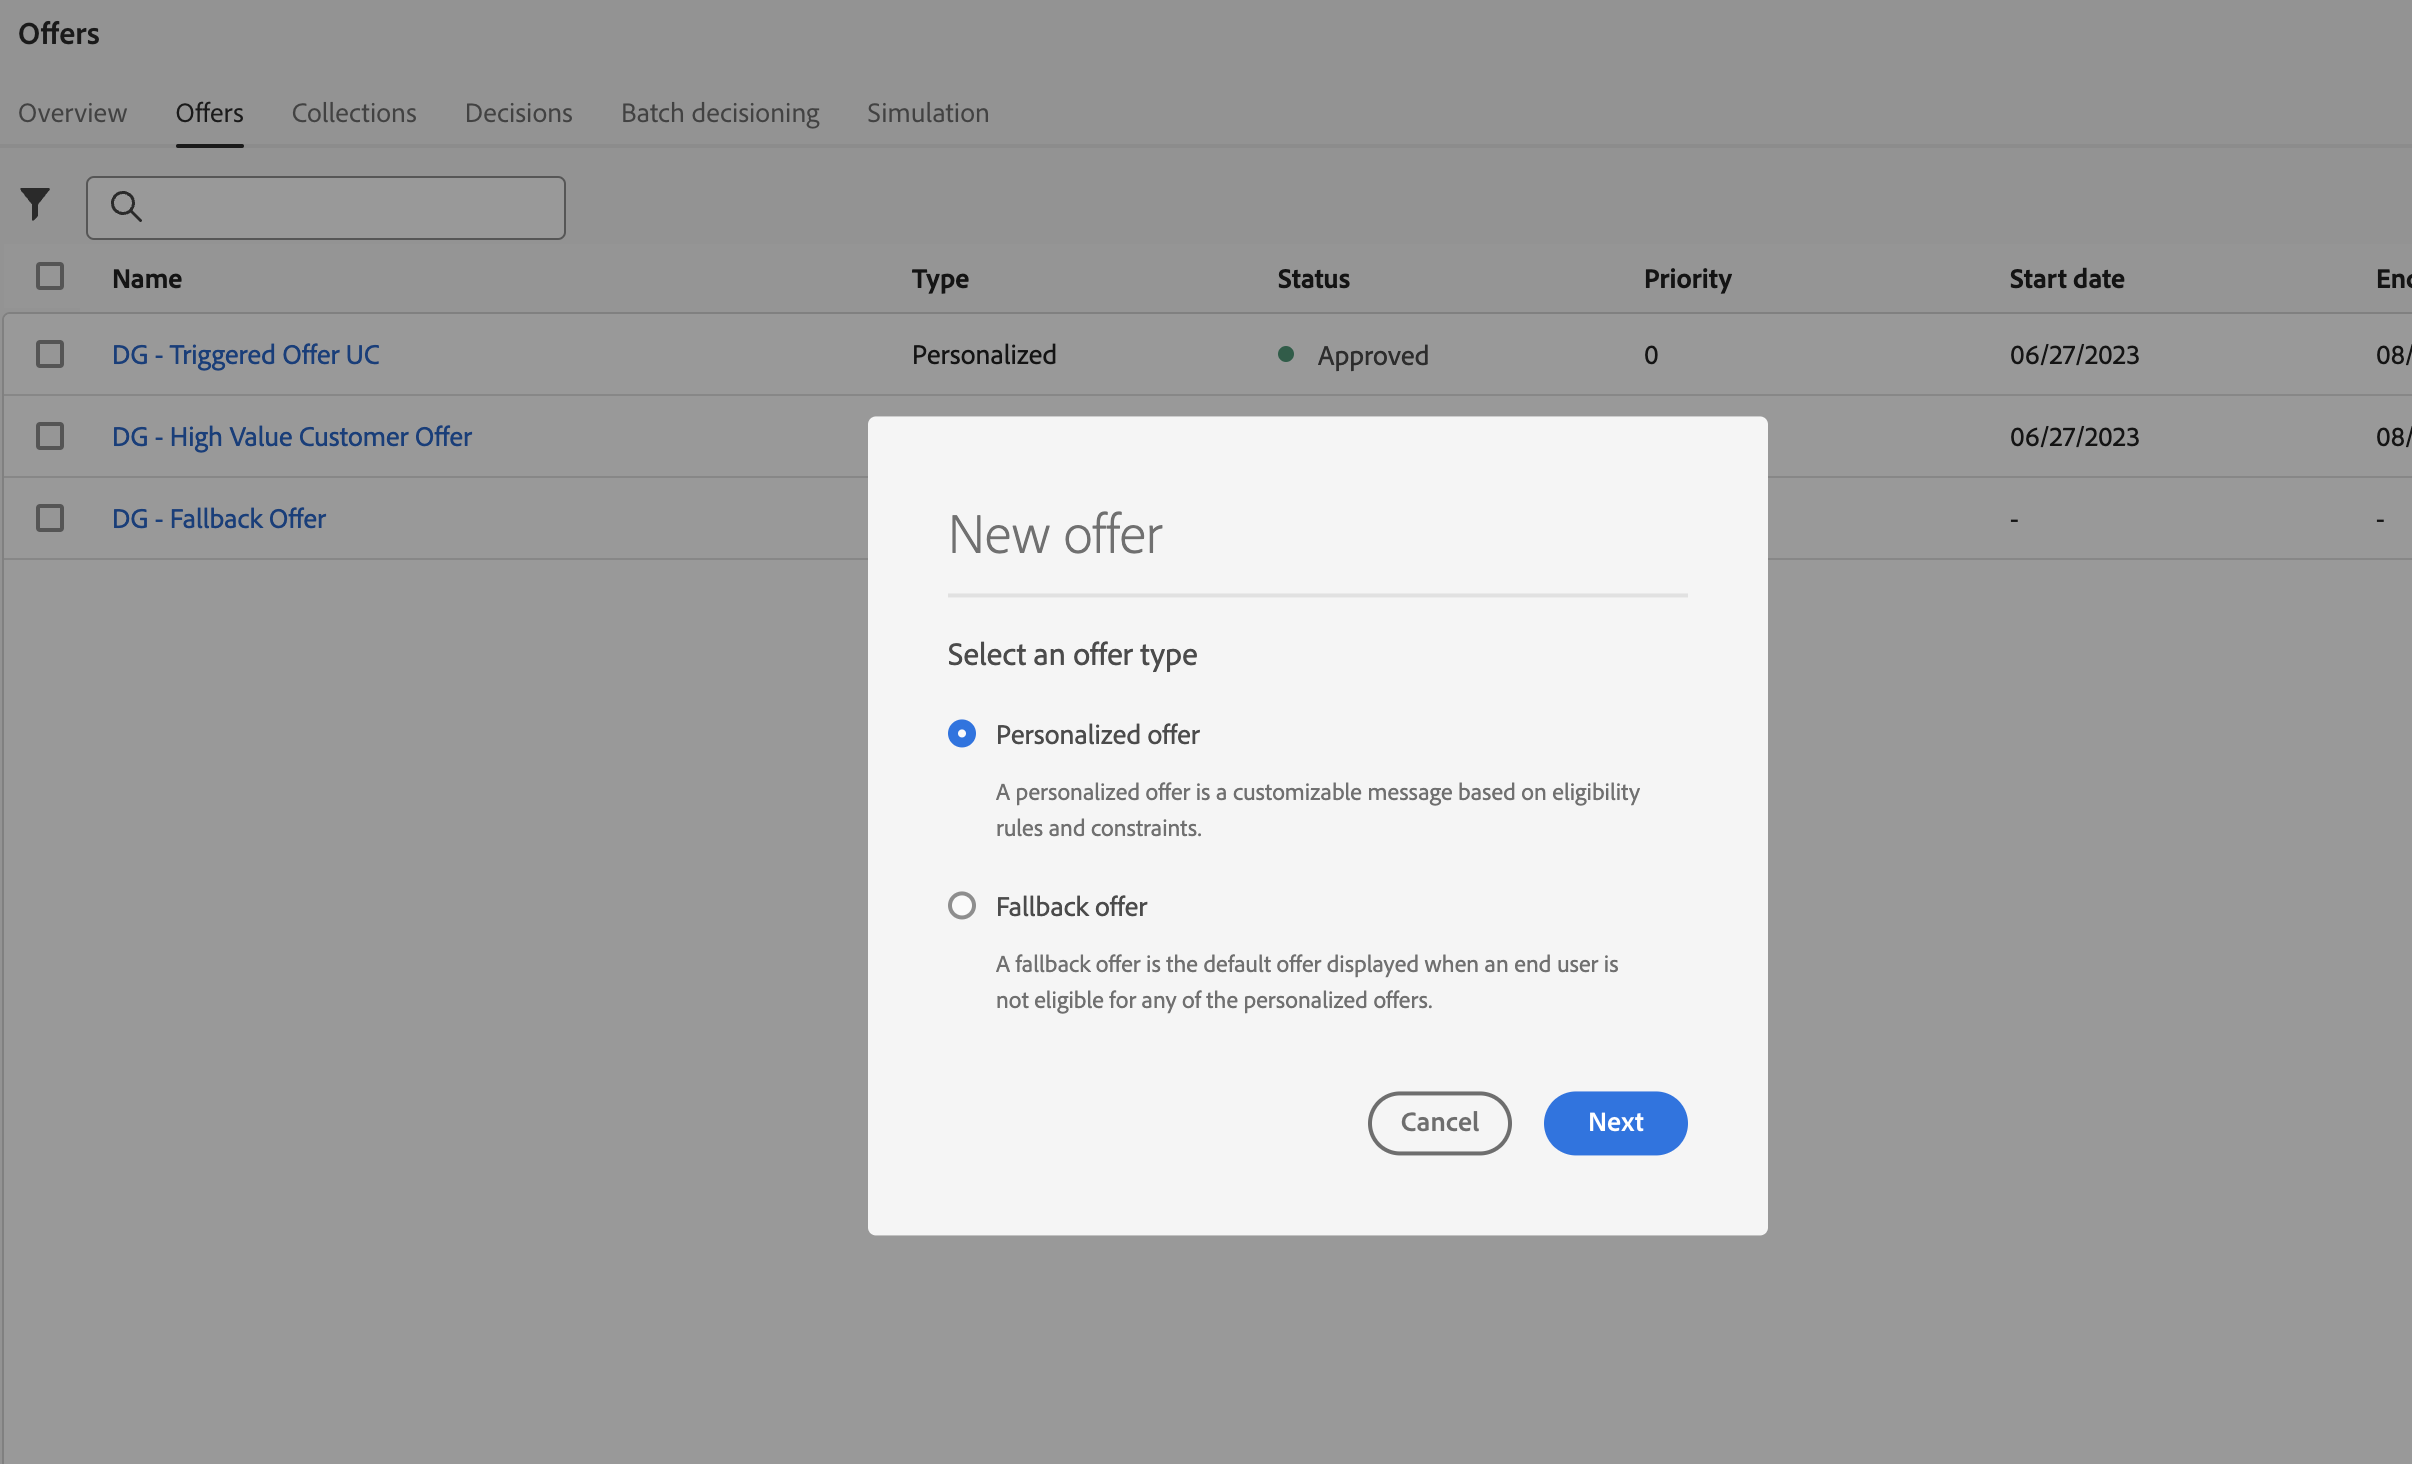 Offers
Overview Offers Collections Decisions Batch decisioning Simulation
Name Type Status Priority Start date
DG - Triggered Offer UC Personalized Approved 0 06/27/2023 08/
DG - High Value Customer Offer 06/27/2023 08/
DG - Fallback Offer - -
New offer
Select an offer type
Personalized offer
A personalized offer is a customizable message based on eligibility
rules and constraints.
Fallback offer
A fallback offer is the default offer displayed when an end user is
not eligible for any of the personalized offers.
Cancel Next